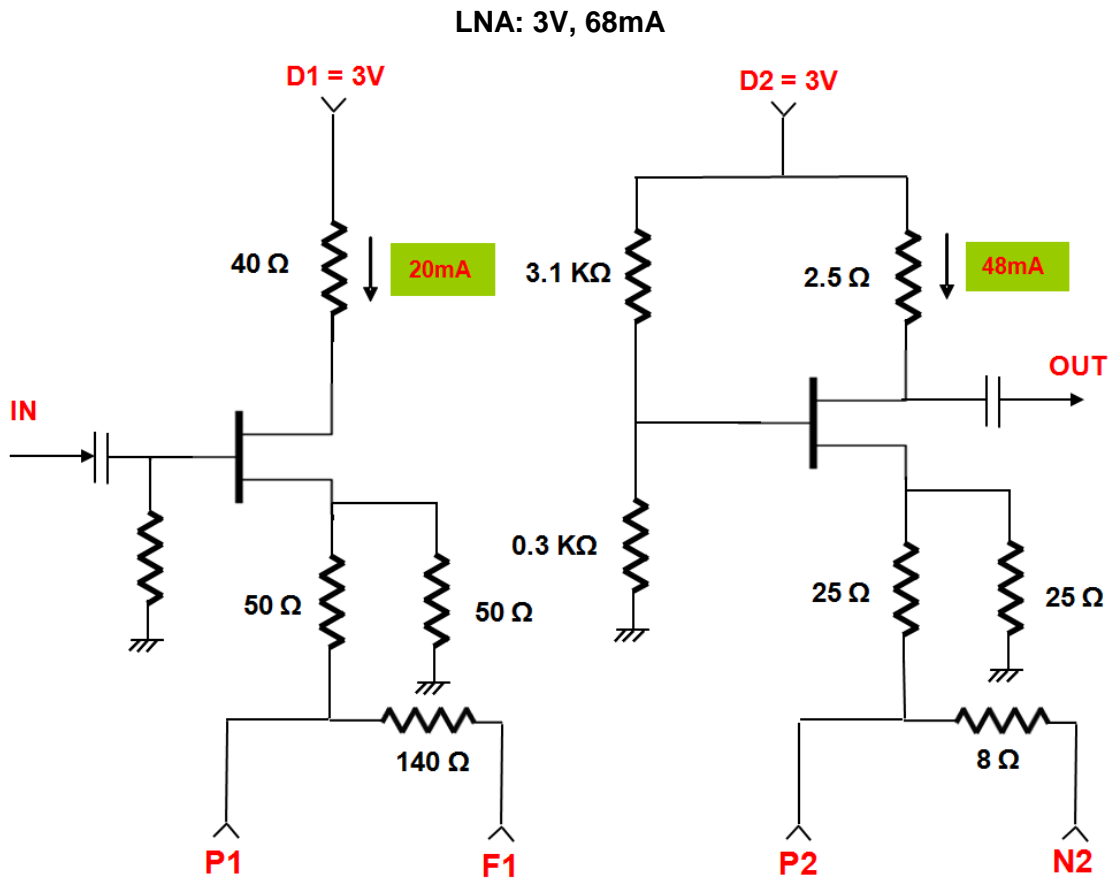 LNA: 3V, 68mA
D1 = 3V
D2 = 3V
40 Ω
20mA
3.1 KΩ
2.5 Ω
48mA
IN
OUT
0.3 KΩ
50 Ω
50 Ω
25 Ω
25 Ω
140 Ω
8 Ω
P1
F1
P2
N2